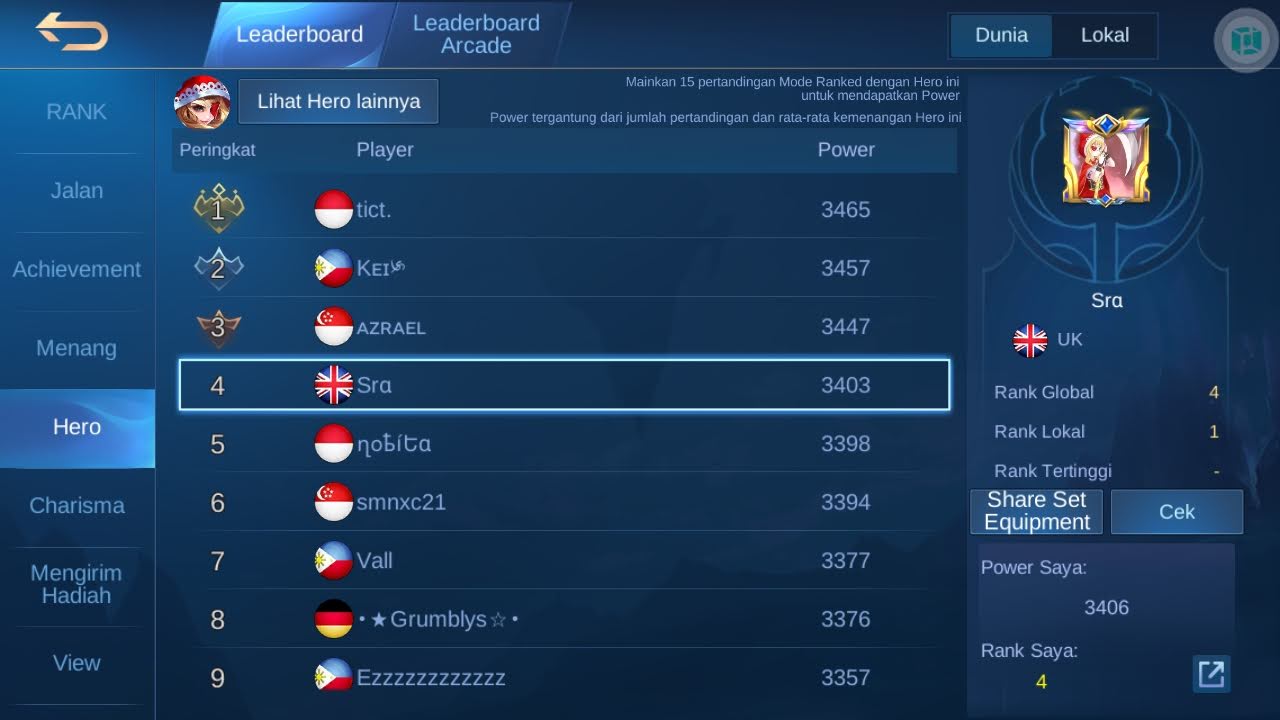 Leaderboard
Leaderboard
Arcade
Dunia
Lokal
RANK
Jalan
Achievement
Menang
Hero
Charisma
Mengirim
Hadiah
View
Lihat Hero lainnya
Mainkan 15 pertandingan Mode Ranked dengan Hero ini
untuk mendapatkan Power
Power tergantung dari jumlah pertandingan dan rata-rata kemenangan Hero ini
Peringkat Player Power
1 tict. 3465
2 Kᴇɪ࿐ 3457
3 ᴀᴢʀᴀᴇʟ 3447
4 Srɑ 3403
5 ղօҍíԵɑ 3398
6 smnxc21 3394
7 Vall 3377
8 •★Grumblys☆• 3376
9 Ezzzzzzzzzzzz 3357
Srɑ
UK
Rank Global 4
Rank Lokal 1
Rank Tertinggi -
Share Set
Equipment
Cek
Power Saya:
3406
Rank Saya:
4